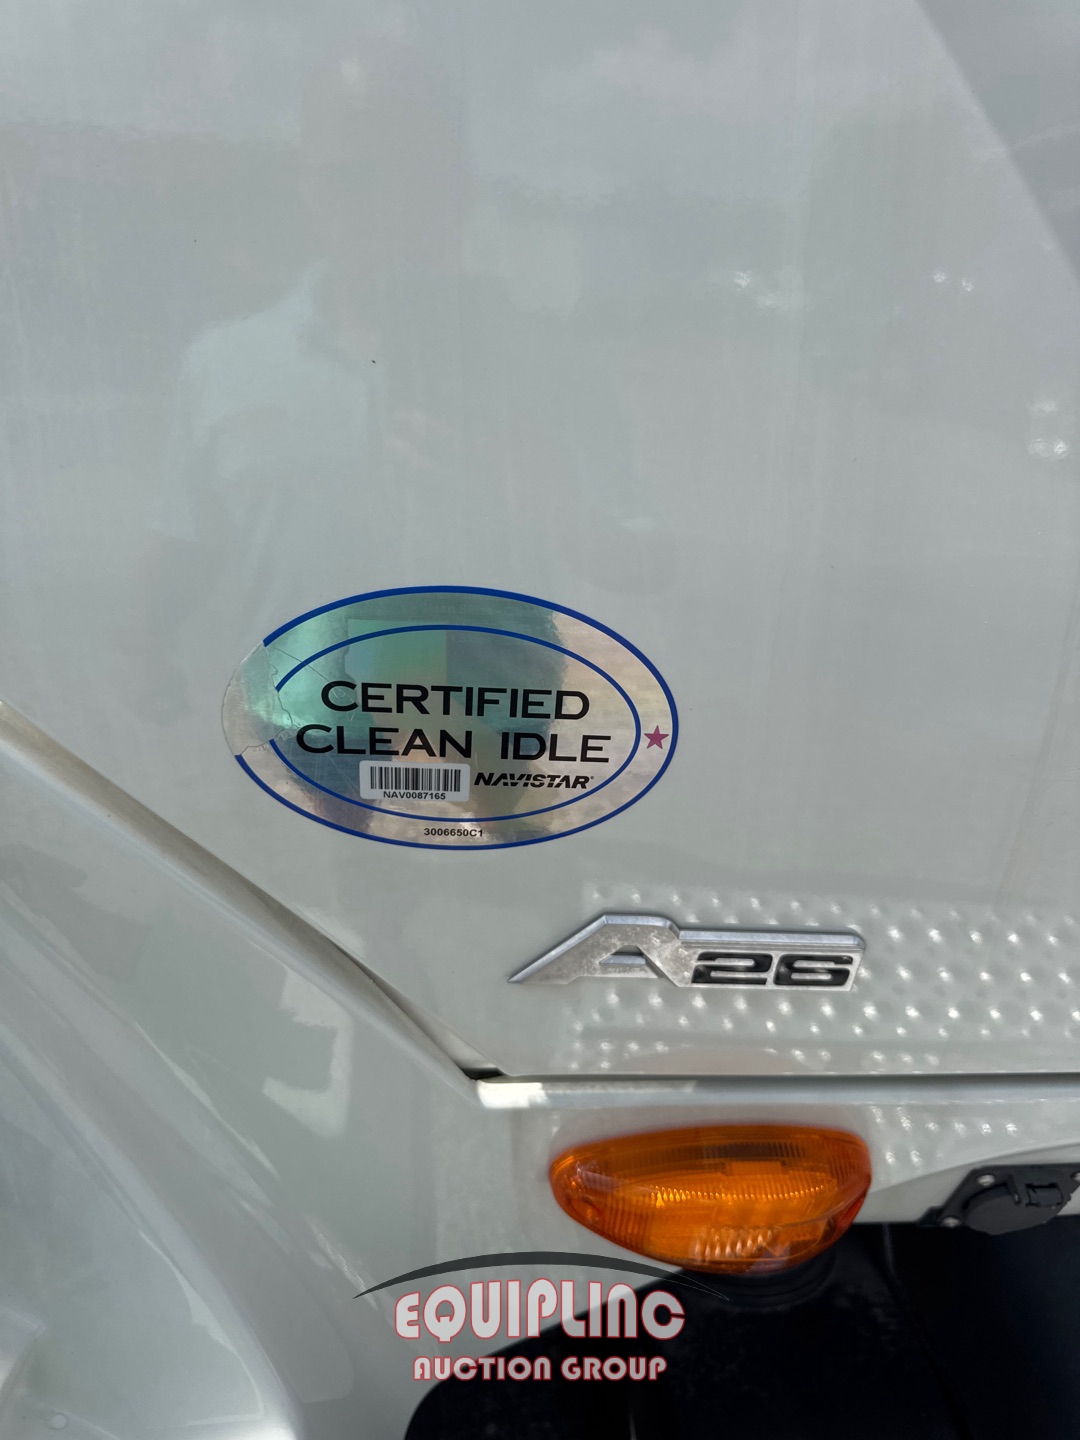 CERTIFIED
CLEAN IDLE
NAVISTAR
NAV0087165
3006650C1
A26
EQUIPLINC
AUCTION GROUP